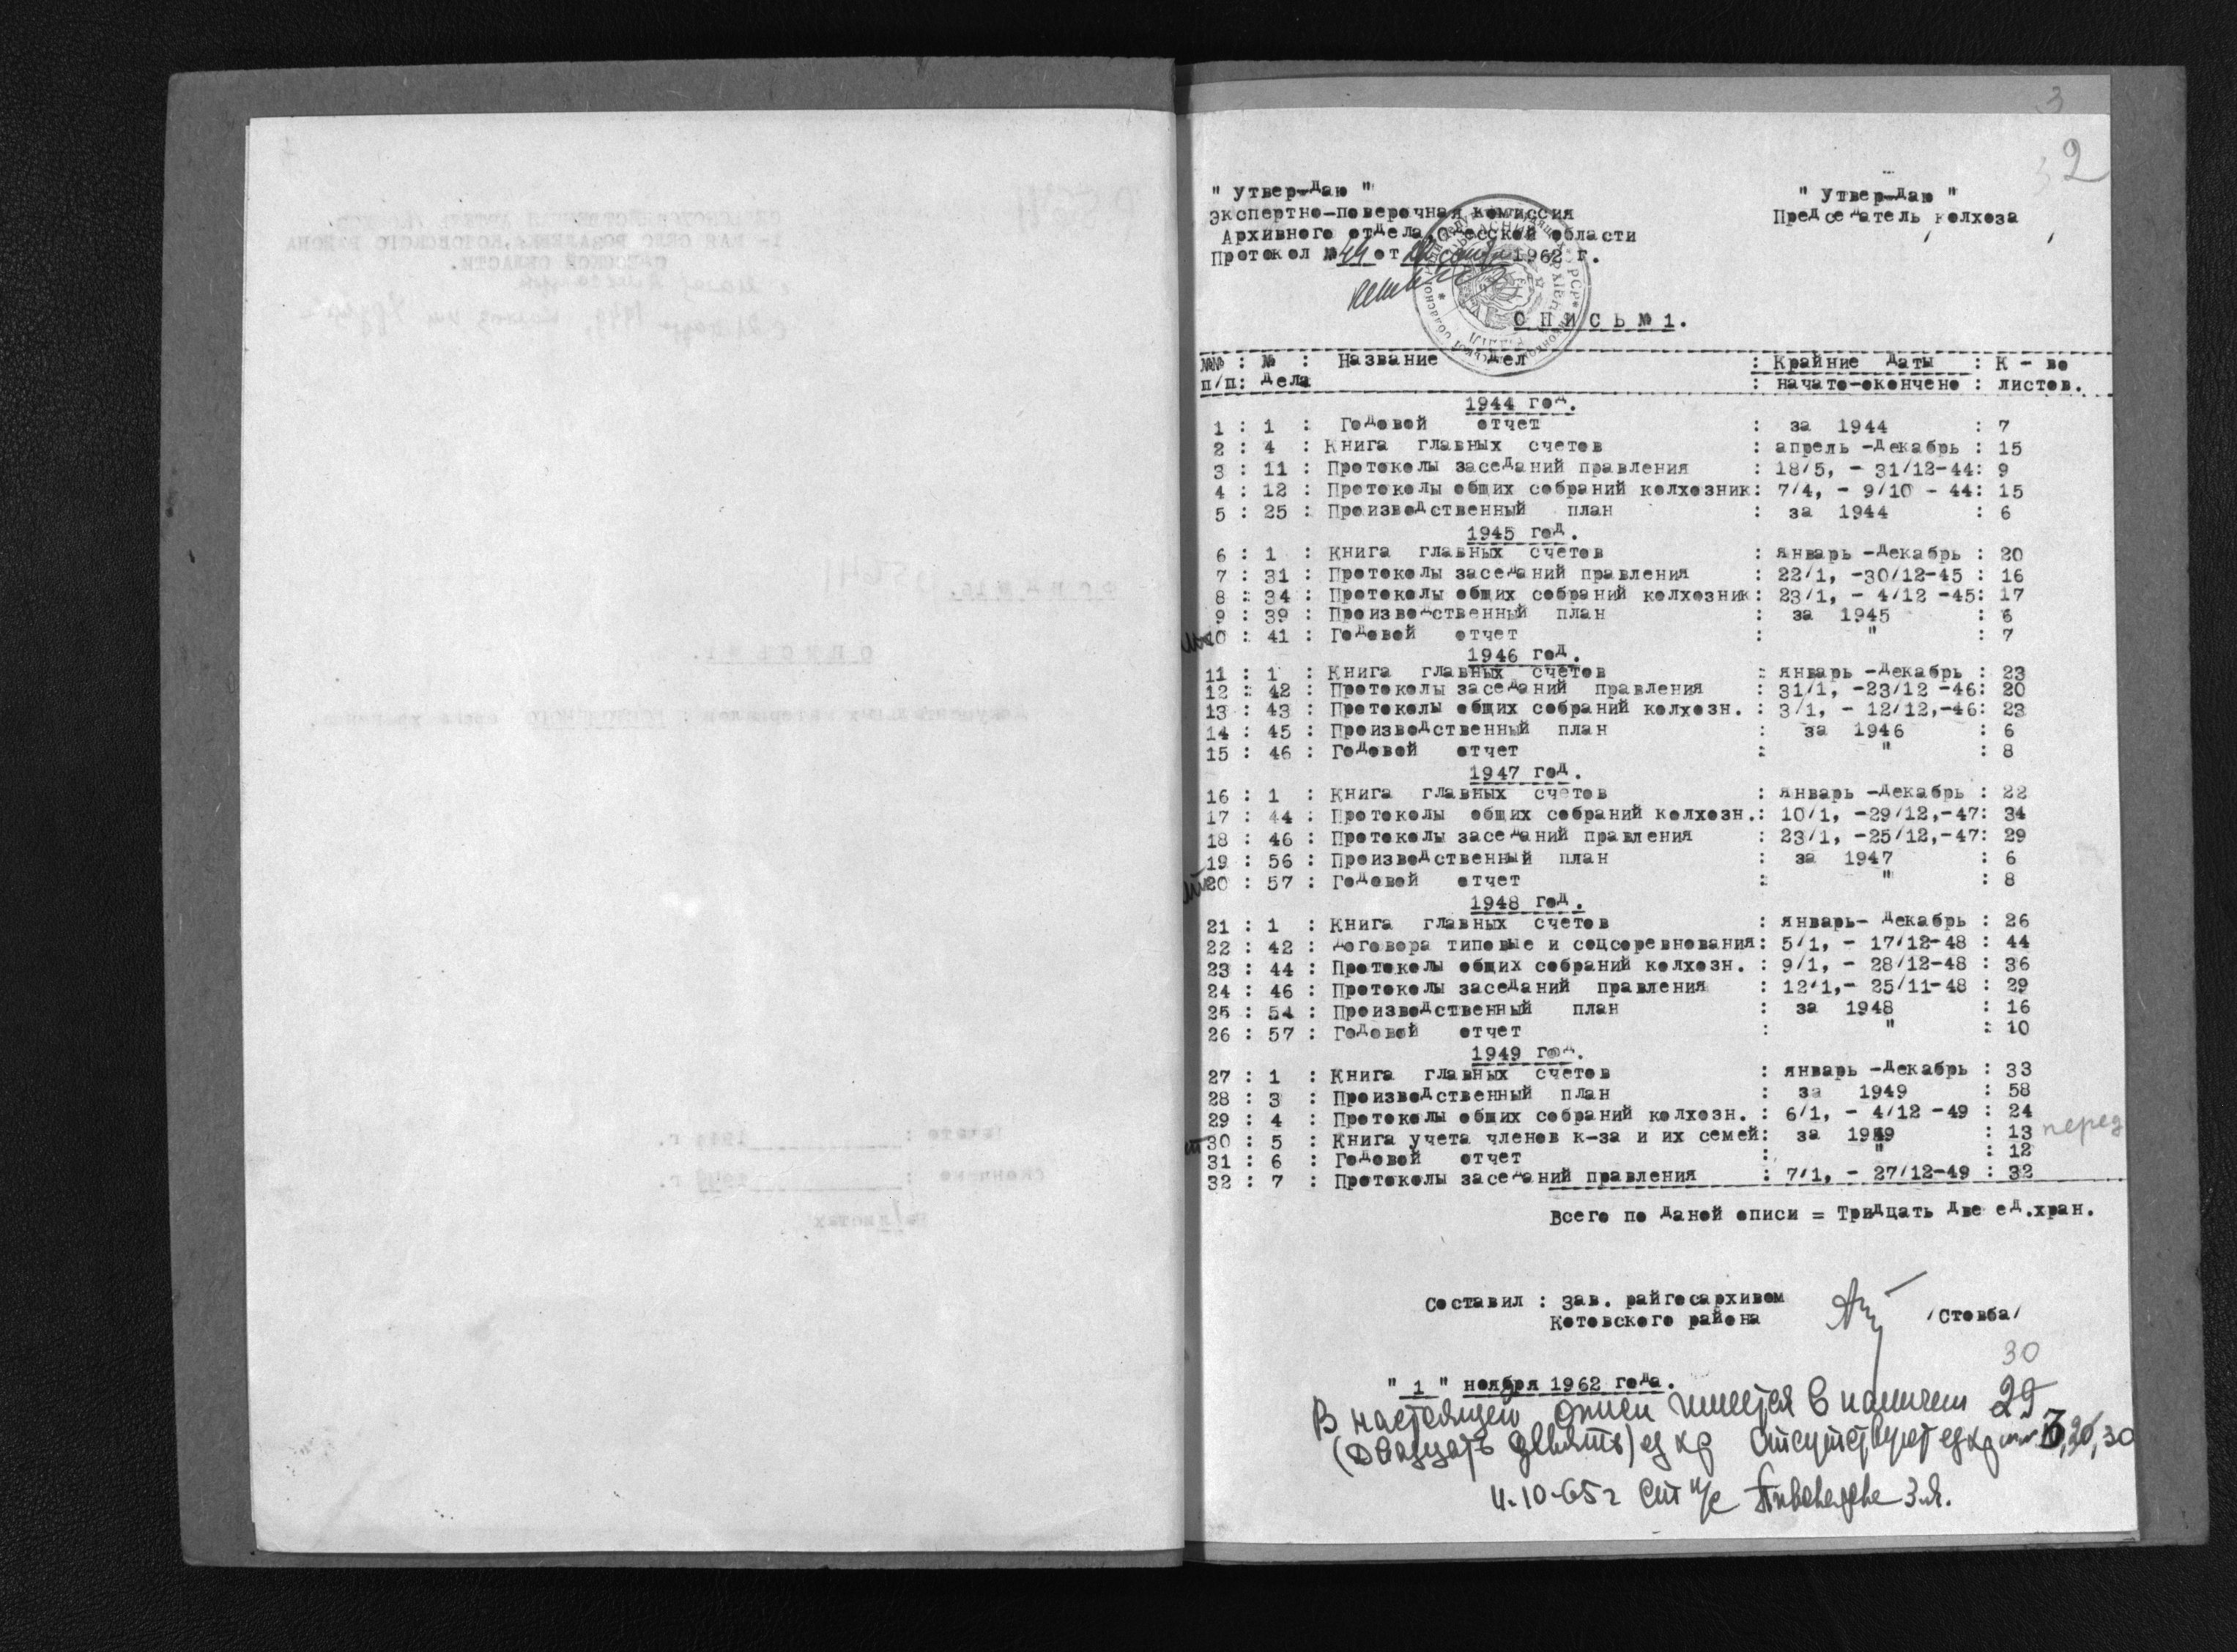 3
2
" утвер-даю "
" Утвер-даю "
Экспертно-поверочная комиссия
Председатель колхоза
Архивного отдела, Одесской области
Протокол № 44 от 1962 г.
О П И С Ь № 1.
№№ : № : Название дел : Крайние даты : К - во
п/п: дела : начато-окончено : листов.
1944 год.
1 : 1 : Годовой отчет : за 1944 : 7
2 : 4 : Книга главных счетов : апрель -декабрь : 15
3 : 11 : Протоколы заседаний правления : 18/5, - 31/12-44: 9
4 : 12 : Протоколы общих собраний колхозник: 7/4, - 9/10 - 44: 15
5 : 25 : Производственный план : за 1944 : 6
1945 год.
6 : 1 : Книга главных счетов : январь -декабрь : 20
7 : 31 : Протоколы заседаний правления : 22/1, -30/12-45 : 16
8 : 34 : Протоколы общих собраний колхозник: 23/1, - 4/12 -45: 17
9 : 39 : Производственный план : за 1945 : 6
10 : 41 : Годовой отчет : " : 7
1946 год.
11 : 1 : Книга главных счетов : январь -декабрь : 23
12 : 42 : Протоколы заседаний правления : 31/1, -23/12 -46: 20
13 : 43 : Протоколы общих собраний колхозн. : 3/1, - 12/12,-46: 23
14 : 45 : Производственный план : за 1946 : 6
15 : 46 : Годовой отчет : " : 8
1947 год.
16 : 1 : Книга главных счетов : январь -декабрь : 22
17 : 44 : Протоколы общих собраний колхозн.: 10/1, -29/12,-47: 34
18 : 46 : Протоколы заседаний правления : 23/1, -25/12,-47: 29
19 : 56 : Производственный план : за 1947 : 6
20 : 57 : Годовой отчет : " : 8
1948 год.
21 : 1 : Книга главных счетов : январь- декабрь : 26
22 : 42 : Договора типовые и соцсоревнования: 5/1, - 17/12-48 : 44
23 : 44 : Протоколы общих собраний колхозн. : 9/1, - 28/12-48 : 36
24 : 46 : Протоколы заседаний правления : 12/1,- 25/11-48 : 29
25 : 54 : Производственный план : за 1948 : 16
26 : 57 : Годовой отчет : " : 10
1949 год.
27 : 1 : Книга главных счетов : январь -декабрь : 33
28 : 3 : Производственный план : за 1949 : 58
29 : 4 : Протоколы общих собраний колхозн. : 6/1, - 4/12 -49 : 24
30 : 5 : Книга учета членов к-за и их семей: за 1949 : 13 перед
31 : 6 : Годовой отчет : " : 12
32 : 7 : Протоколы заседаний правления : 7/1, - 27/12-49 : 32
Всего по даной описи = Тридцать две ед.хран.
Составил : Зав. райгосархивом
Котовского района /Стовба/
30
" 1 " ноября 1962 года.
В настоящей описи имеется в наличии 29
(двадцать девять) ед хр Отсутствует ед хр 20, 30
4-10-65 г Ст н/с